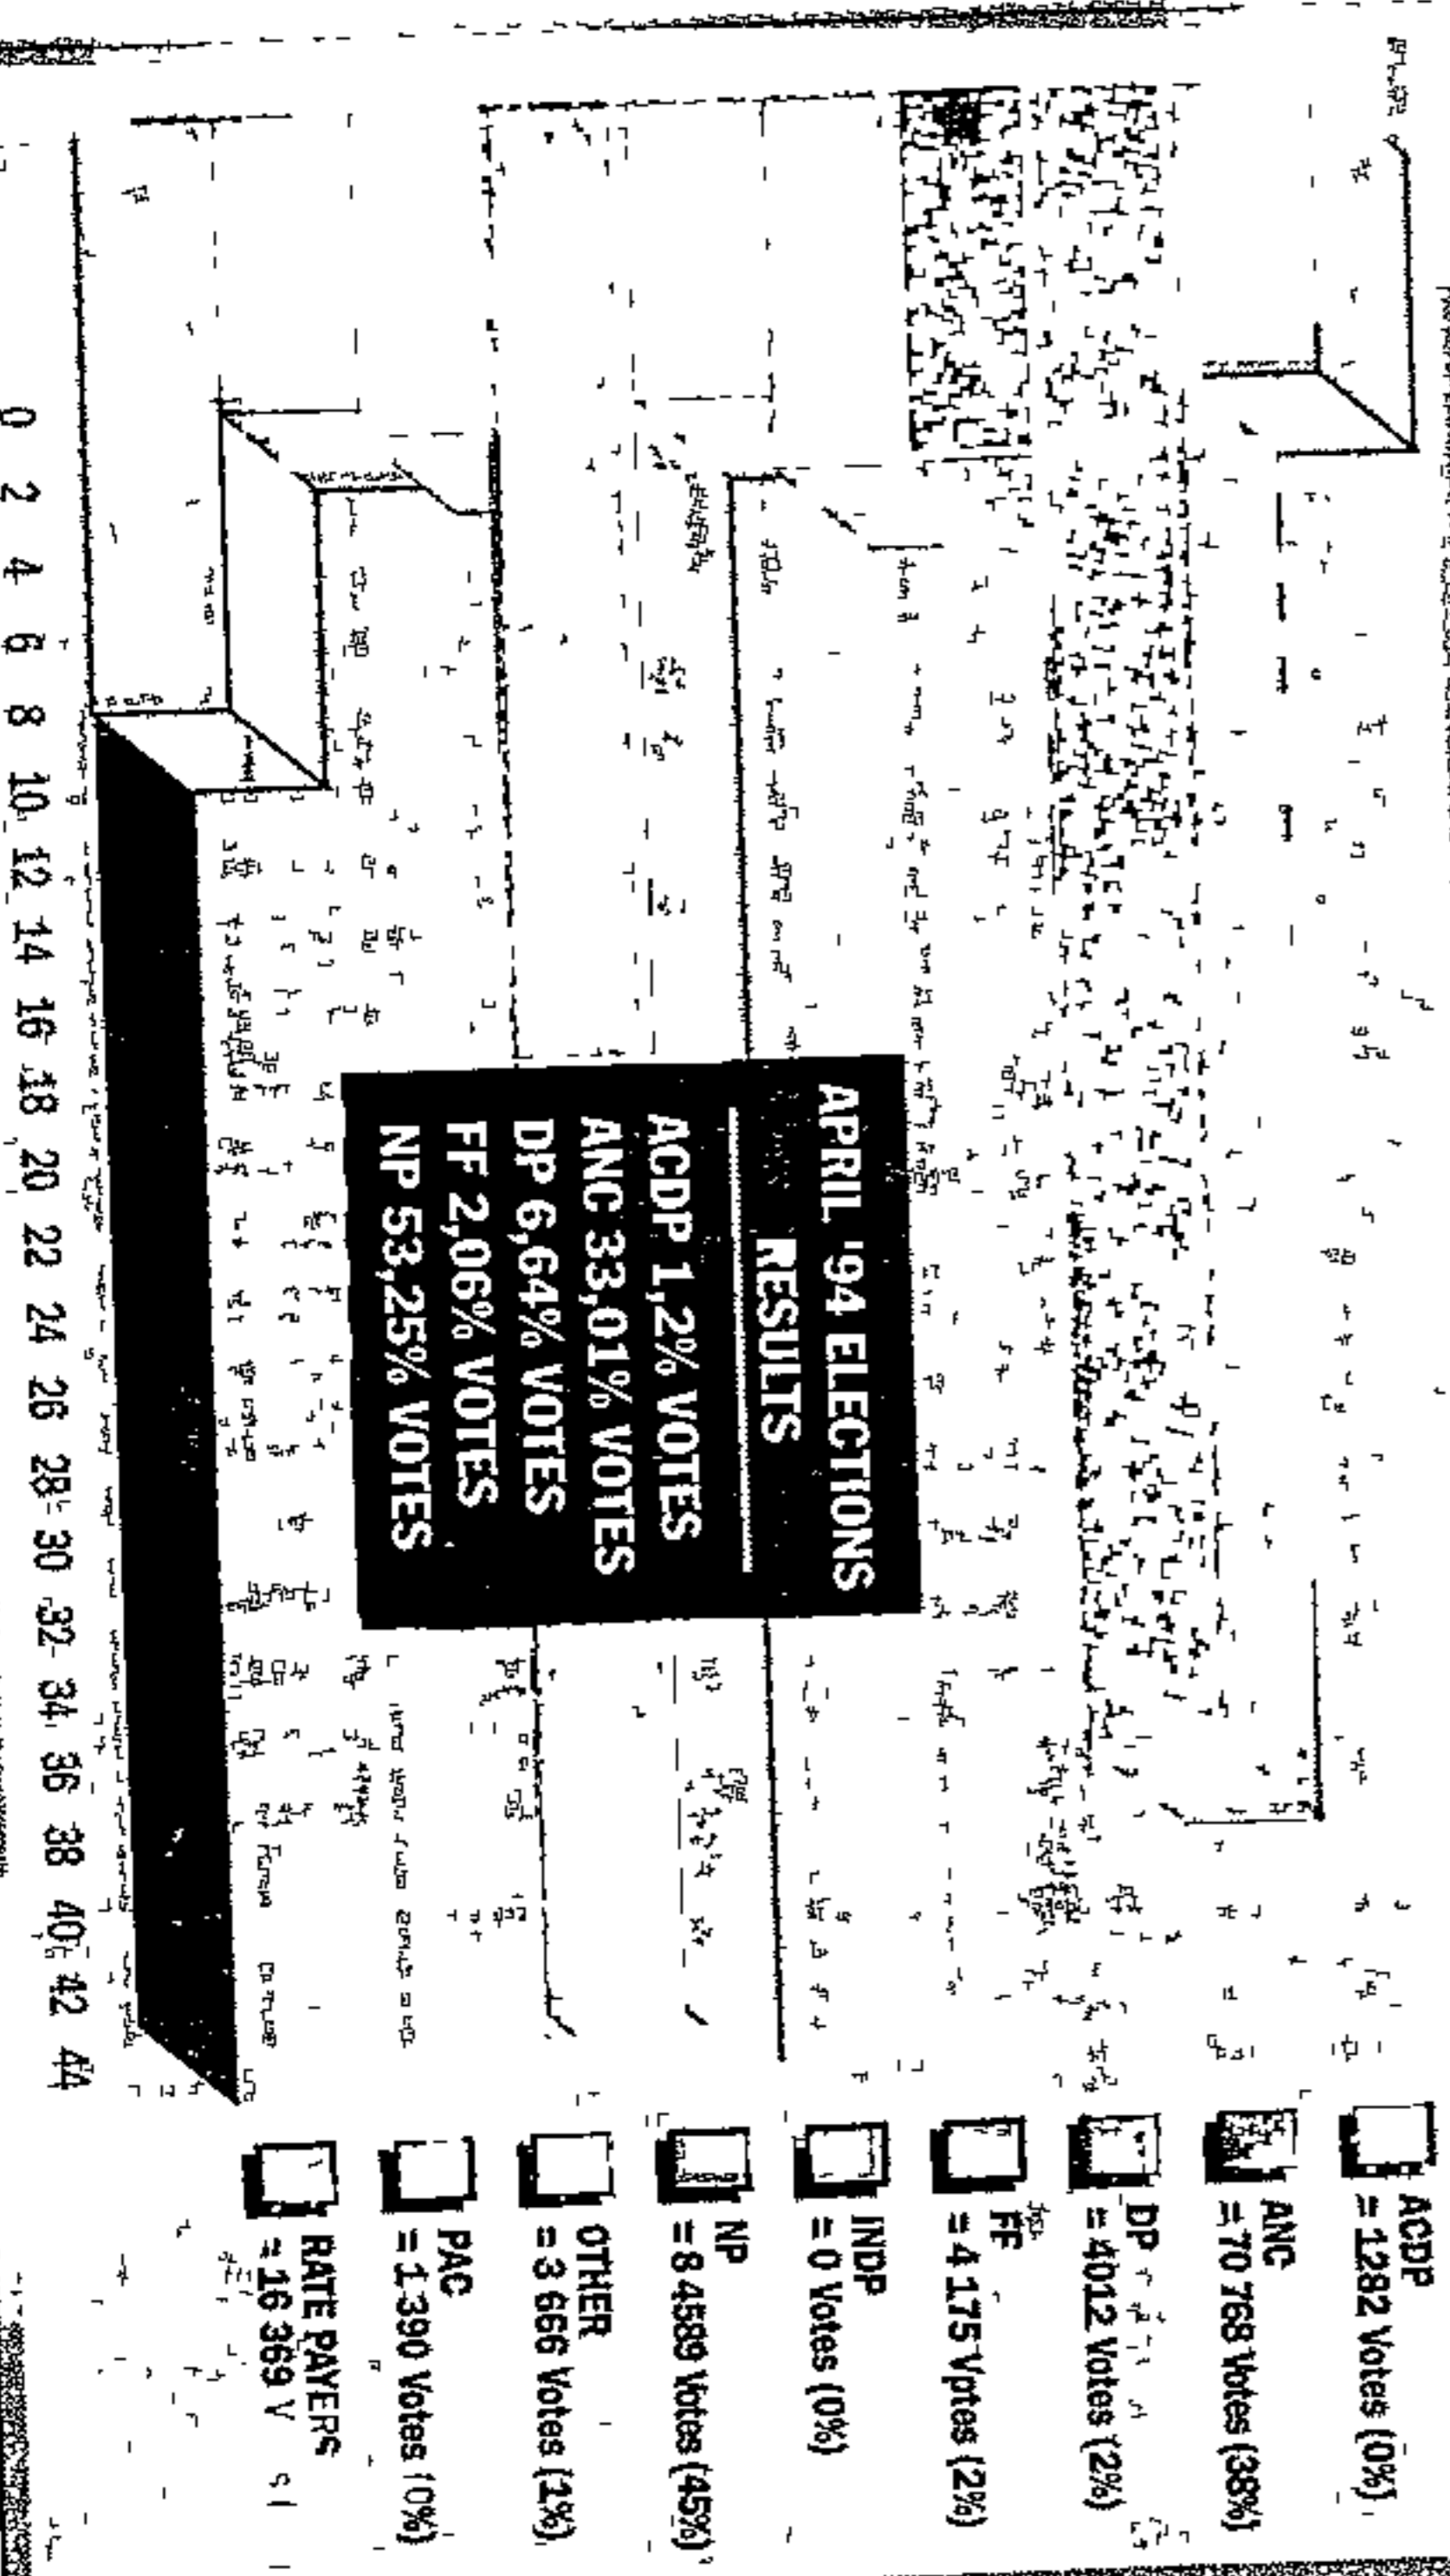 ACDP
= 1282 Votes (0%)
ANC
= 70 768 Votes (38%)
DP
= 4012 Votes (2%)
FF
= 4 175 Votes (2%)
INDP
= 0 Votes (0%)
NP
= 8 4589 Votes (45%)
OTHER
= 3 666 Votes (1%)
PAC
= 1 390 Votes (0%)
RATE PAYERS
= 16 369 V
APRIL '94 ELECTIONS
RESULTS
ACDP 1,2% VOTES
ANC 33,01% VOTES
DP 6,64% VOTES
FF 2,06% VOTES
NP 53,25% VOTES
0 2 4 6 8 10 12 14 16 18 20 22 24 26 28 30 32 34 36 38 40 42 44